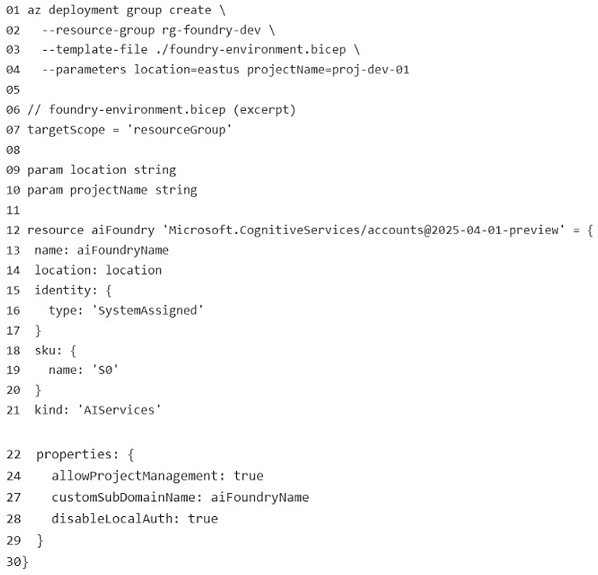 01 az deployment group create \
02   --resource-group rg-foundry-dev \
03   --template-file ./foundry-environment.bicep \
04   --parameters location=eastus projectName=proj-dev-01
05
06 // foundry-environment.bicep (excerpt)
07 targetScope = 'resourceGroup'
08
09 param location string
10 param projectName string
11
12 resource aiFoundry 'Microsoft.CognitiveServices/accounts@2025-04-01-preview' = {
13  name: aiFoundryName
14  location: location
15  identity: {
16    type: 'SystemAssigned'
17  }
18  sku: {
19    name: 'S0'
20  }
21  kind: 'AIServices'
22  properties: {
24    allowProjectManagement: true
27    customSubDomainName: aiFoundryName
28    disableLocalAuth: true
29  }
30}